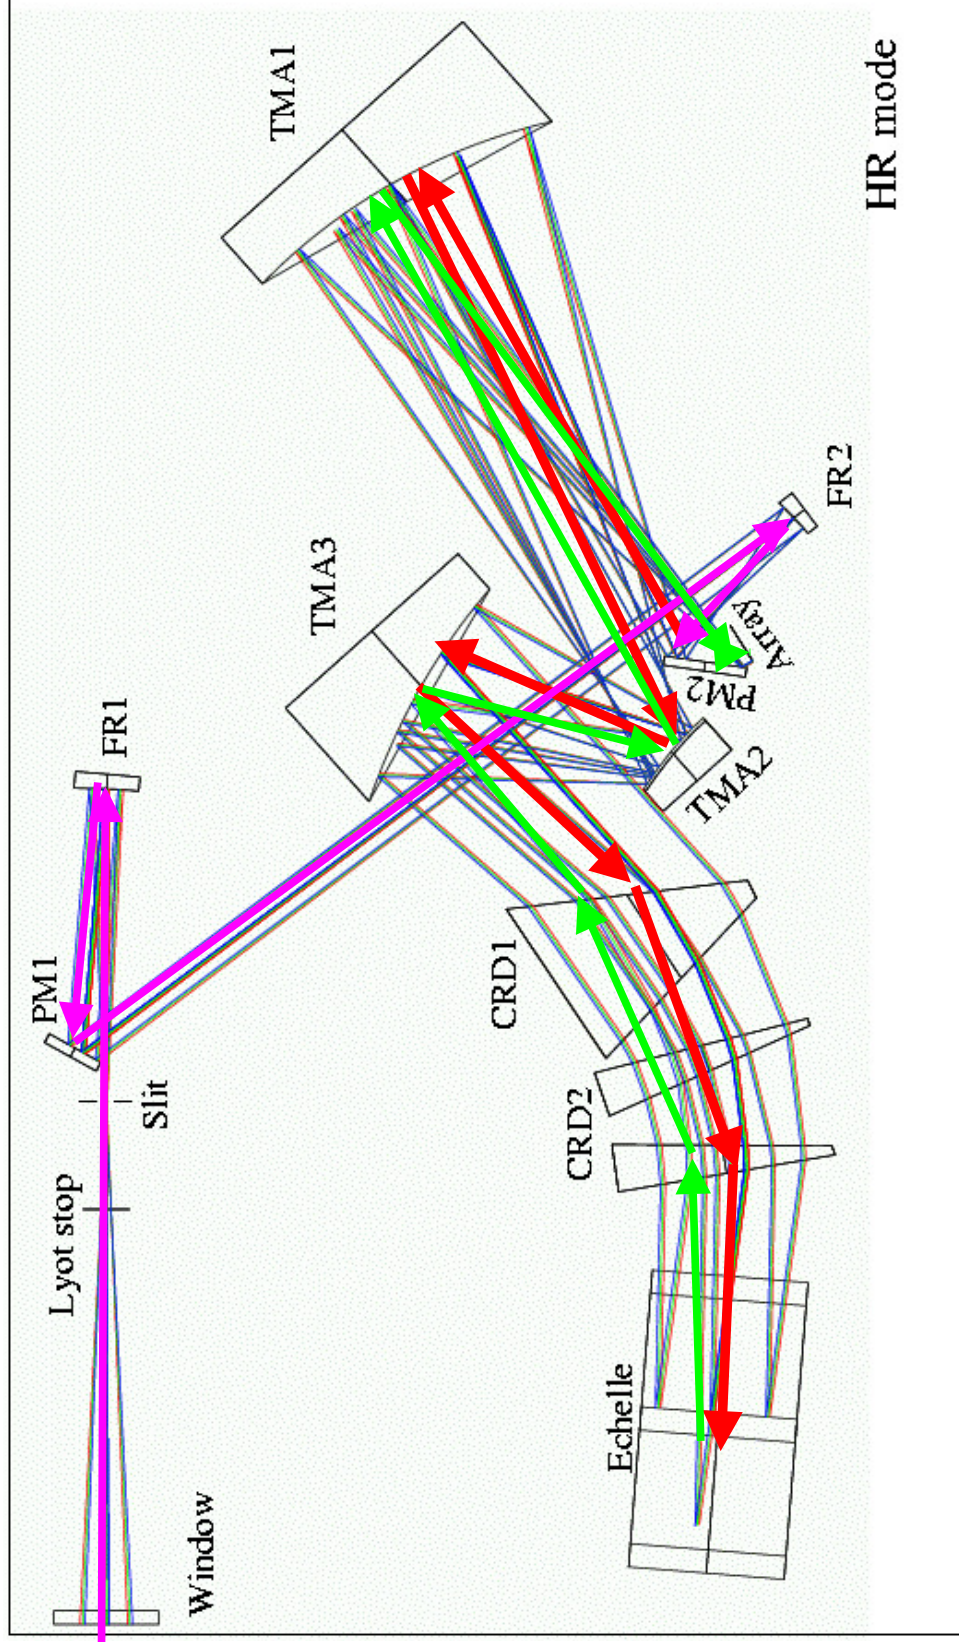 TMA1
HR mode
FR2
TMA3
Array
PM2
FR1
TMA2
PM1
CRD1
Slit
CRD2
Lyot stop
Echelle
Window